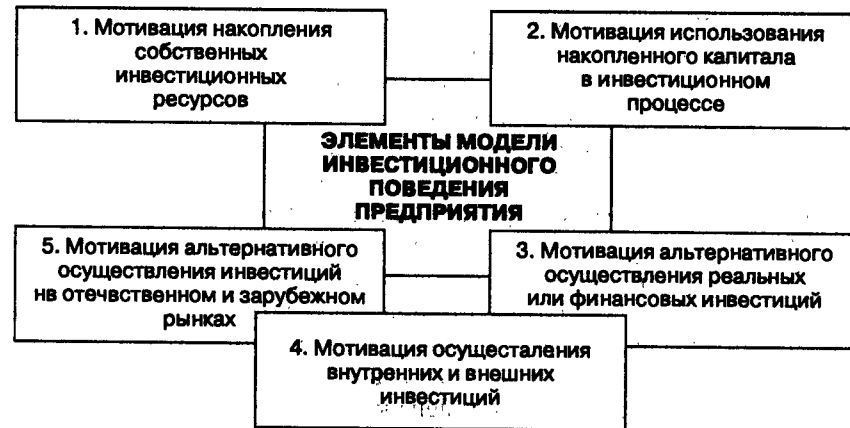 1. Мотивация накопления
собственных
инвестиционных
ресурсов
2. Мотивация использования
накопленного капитала
в инвестиционном
процессе
ЭЛЕМЕНТЫ МОДЕЛИ
ИНВЕСТИЦИОННОГО
ПОВЕДЕНИЯ
ПРЕДПРИЯТИЯ
5. Мотивация альтернативного
осуществления инвестиций
нв отечвственном и зарубежном
рынках
3. Мотивация альтернативного
осуществления реальных
или финансовых инвестиций
4. Мотивация осущесталения
внутренних и внешних
инвестиций